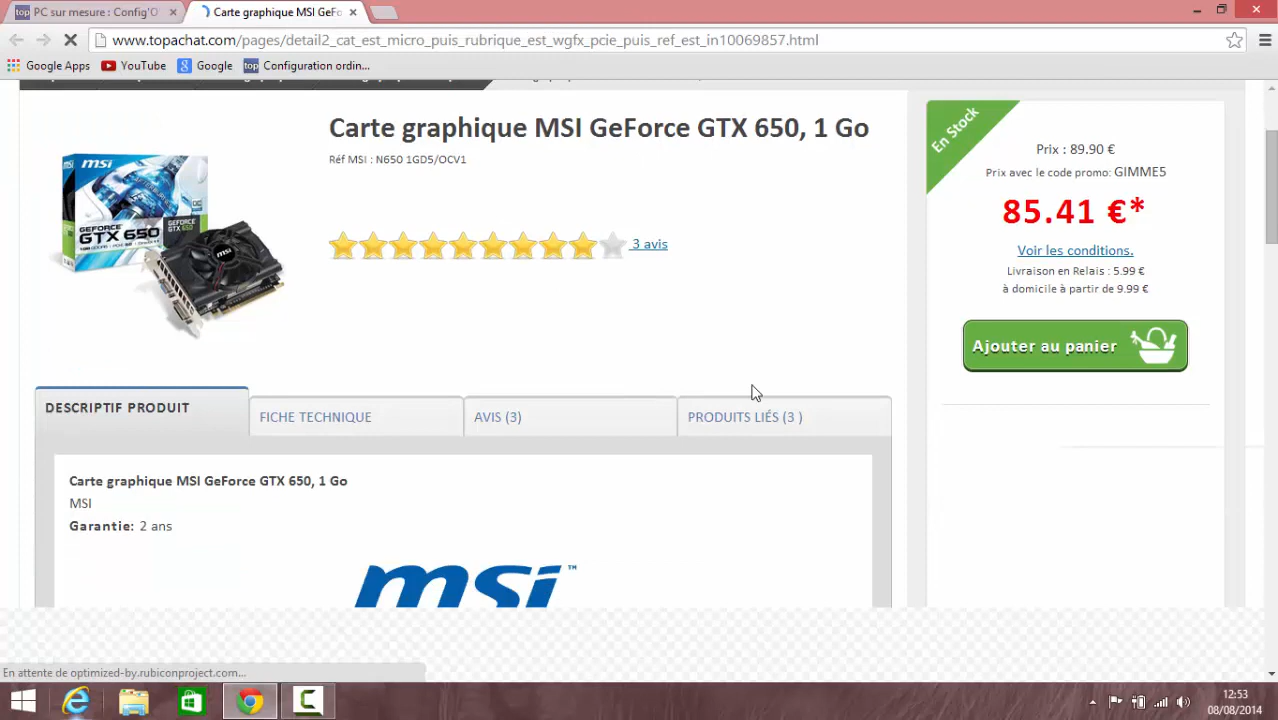 PC sur mesure : Config'O
Carte graphique MSI GeFo
www.topachat.com/pages/detail2_cat_est_micro_puis_rubrique_est_wgfx_pcie_puis_ref_est_in10069857.html
Google Apps
YouTube
Google
Configuration ordin...
Carte graphique MSI GeForce GTX 650, 1 Go
Réf MSI : N650 1GD5/OCV1
msi
GEFORCE
GTX 650
3 avis
En Stock
Prix : 89.90 €
Prix avec le code promo: GIMME5
85.41 €*
Voir les conditions.
Livraison en Relais : 5.99 €
à domicile à partir de 9.99 €
Ajouter au panier
DESCRIPTIF PRODUIT
FICHE TECHNIQUE
AVIS (3)
PRODUITS LIÉS (3 )
Carte graphique MSI GeForce GTX 650, 1 Go
MSI
Garantie: 2 ans
msi™
En attente de optimized-by.rubiconproject.com...
12:53
08/08/2014